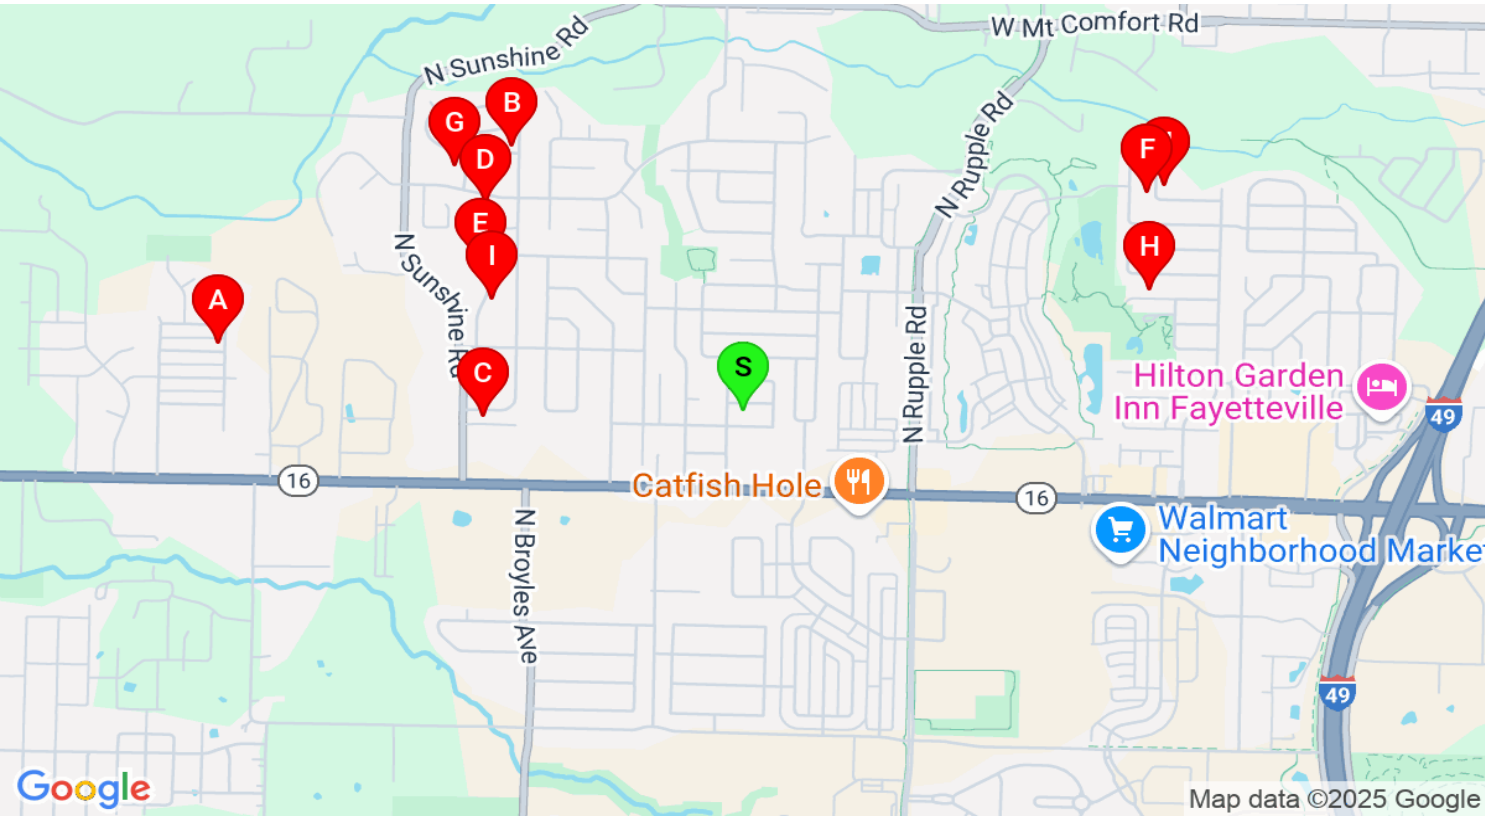 W Mt Comfort Rd
N Sunshine Rd
B
G
D
F
N Rupple Rd
E
H
I
N Sunshine Rd
A
S
C
N Rupple Rd
Hilton Garden
Inn Fayetteville
49
16
Catfish Hole
16
Walmart
Neighborhood Marke
N Broyles Ave
49
Google
Map data ©2025 Google